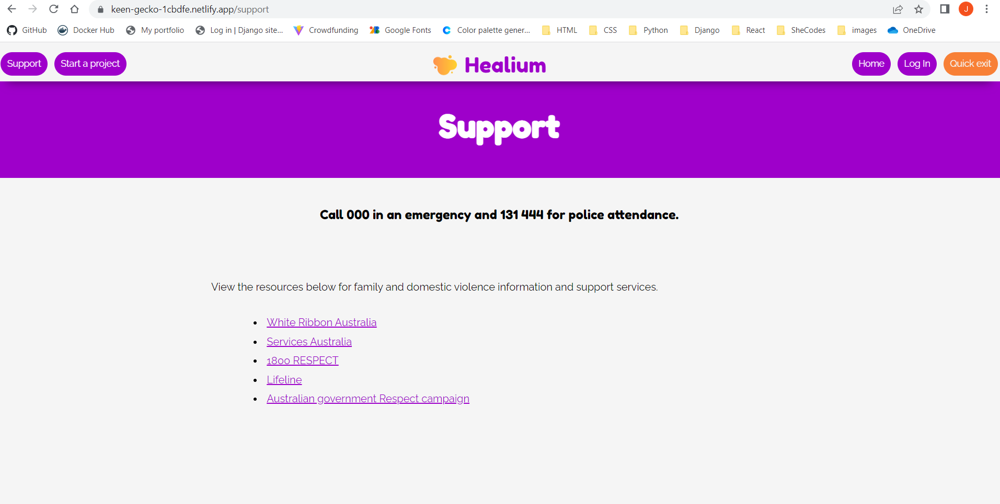 keen-gecko-1cbdfe.netlify.app/support
J
GitHub Docker Hub My portfolio Log in | Django site... Crowdfunding Google Fonts Color palette gener... HTML CSS Python Django React SheCodes images OneDrive
Support Start a project Healium Home Log In Quick exit
Support
Call 000 in an emergency and 131 444 for police attendance.
View the resources below for family and domestic violence information and support services.
• White Ribbon Australia
• Services Australia
• 1800 RESPECT
• Lifeline
• Australian government Respect campaign